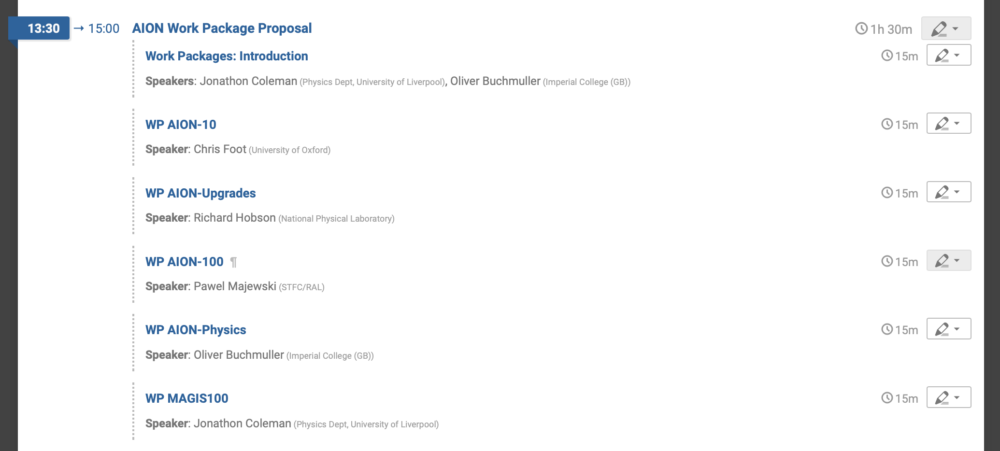 13:30 → 15:00 AION Work Package Proposal 1h 30m
Work Packages: Introduction 15m
Speakers: Jonathon Coleman (Physics Dept, University of Liverpool), Oliver Buchmuller (Imperial College (GB))
WP AION-10 15m
Speaker: Chris Foot (University of Oxford)
WP AION-Upgrades 15m
Speaker: Richard Hobson (National Physical Laboratory)
WP AION-100 ¶ 15m
Speaker: Pawel Majewski (STFC/RAL)
WP AION-Physics 15m
Speaker: Oliver Buchmuller (Imperial College (GB))
WP MAGIS100 15m
Speaker: Jonathon Coleman (Physics Dept, University of Liverpool)